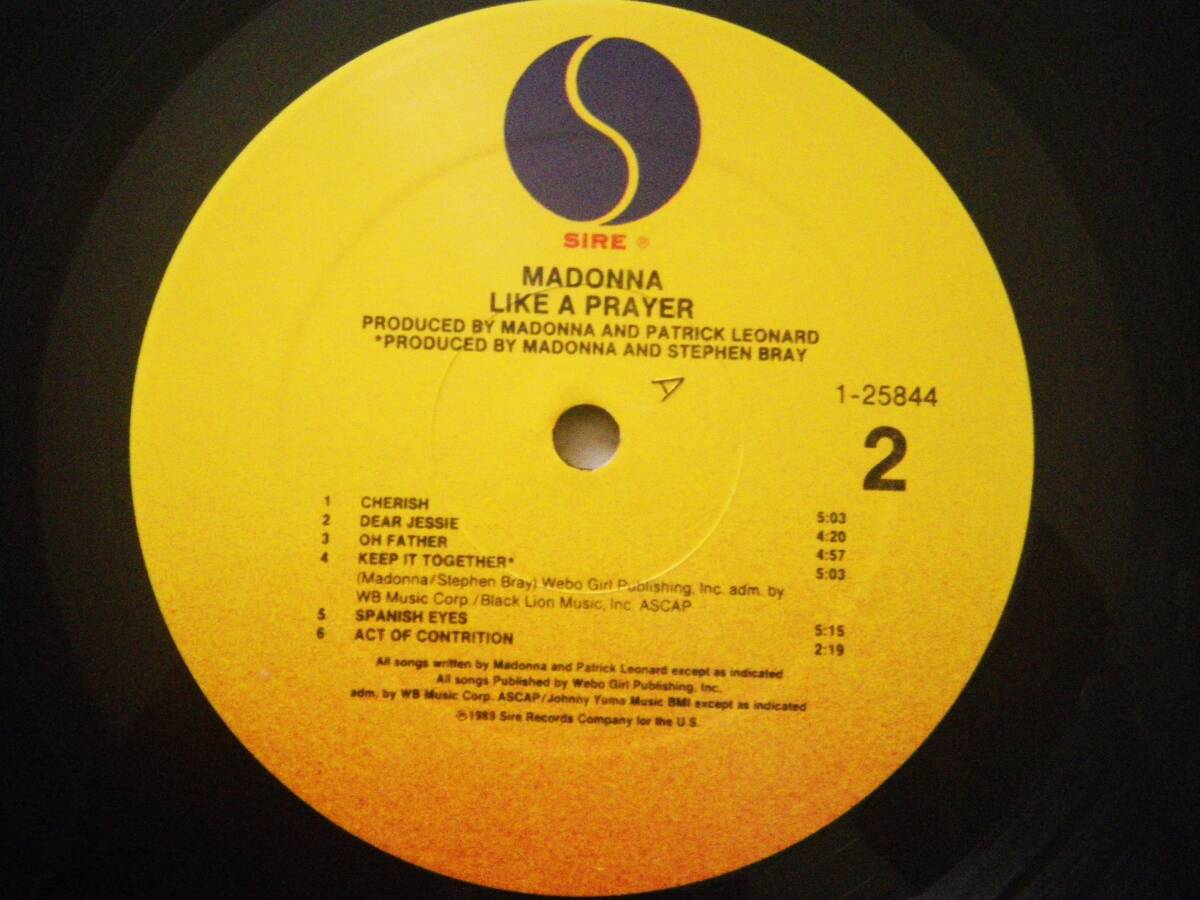 SIRE ®
MADONNA
LIKE A PRAYER
PRODUCED BY MADONNA AND PATRICK LEONARD
*PRODUCED BY MADONNA AND STEPHEN BRAY
A
1-25844
2
1 CHERISH 5:03
2 DEAR JESSIE 4:20
3 OH FATHER 4:57
4 KEEP IT TOGETHER* 5:03
(Madonna/Stephen Bray) Webo Girl Publishing, Inc. adm. by
WB Music Corp./Black Lion Music, Inc. ASCAP
5 SPANISH EYES 5:15
6 ACT OF CONTRITION 2:19
All songs written by Madonna and Patrick Leonard except as indicated
All songs Published by Webo Girl Publishing, Inc.
adm. by WB Music Corp. ASCAP/Johnny Yuma Music BMI except as indicated
℗1989 Sire Records Company for the U.S.